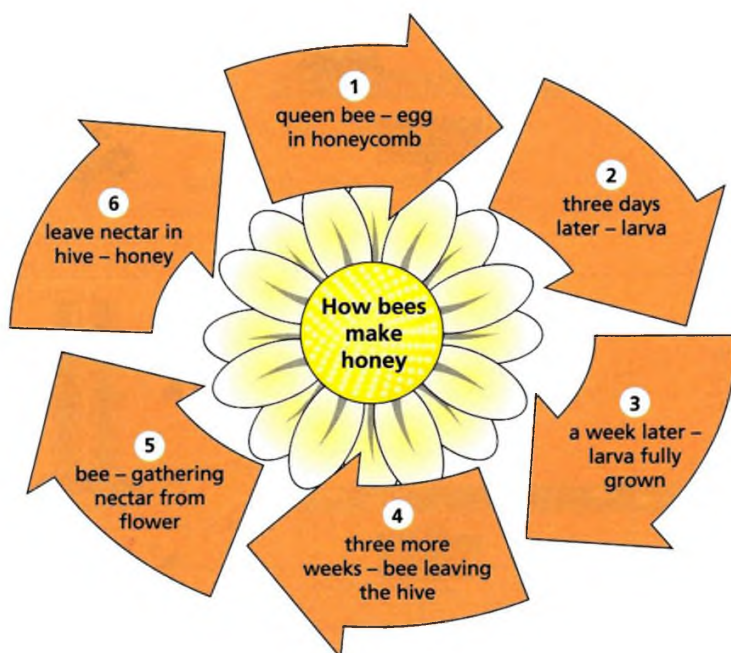 How bees
make
honey
1
queen bee – egg
in honeycomb
2
three days
later – larva
3
a week later –
larva fully
grown
4
three more
weeks – bee leaving
the hive
5
bee – gathering
nectar from
flower
6
leave nectar in
hive – honey